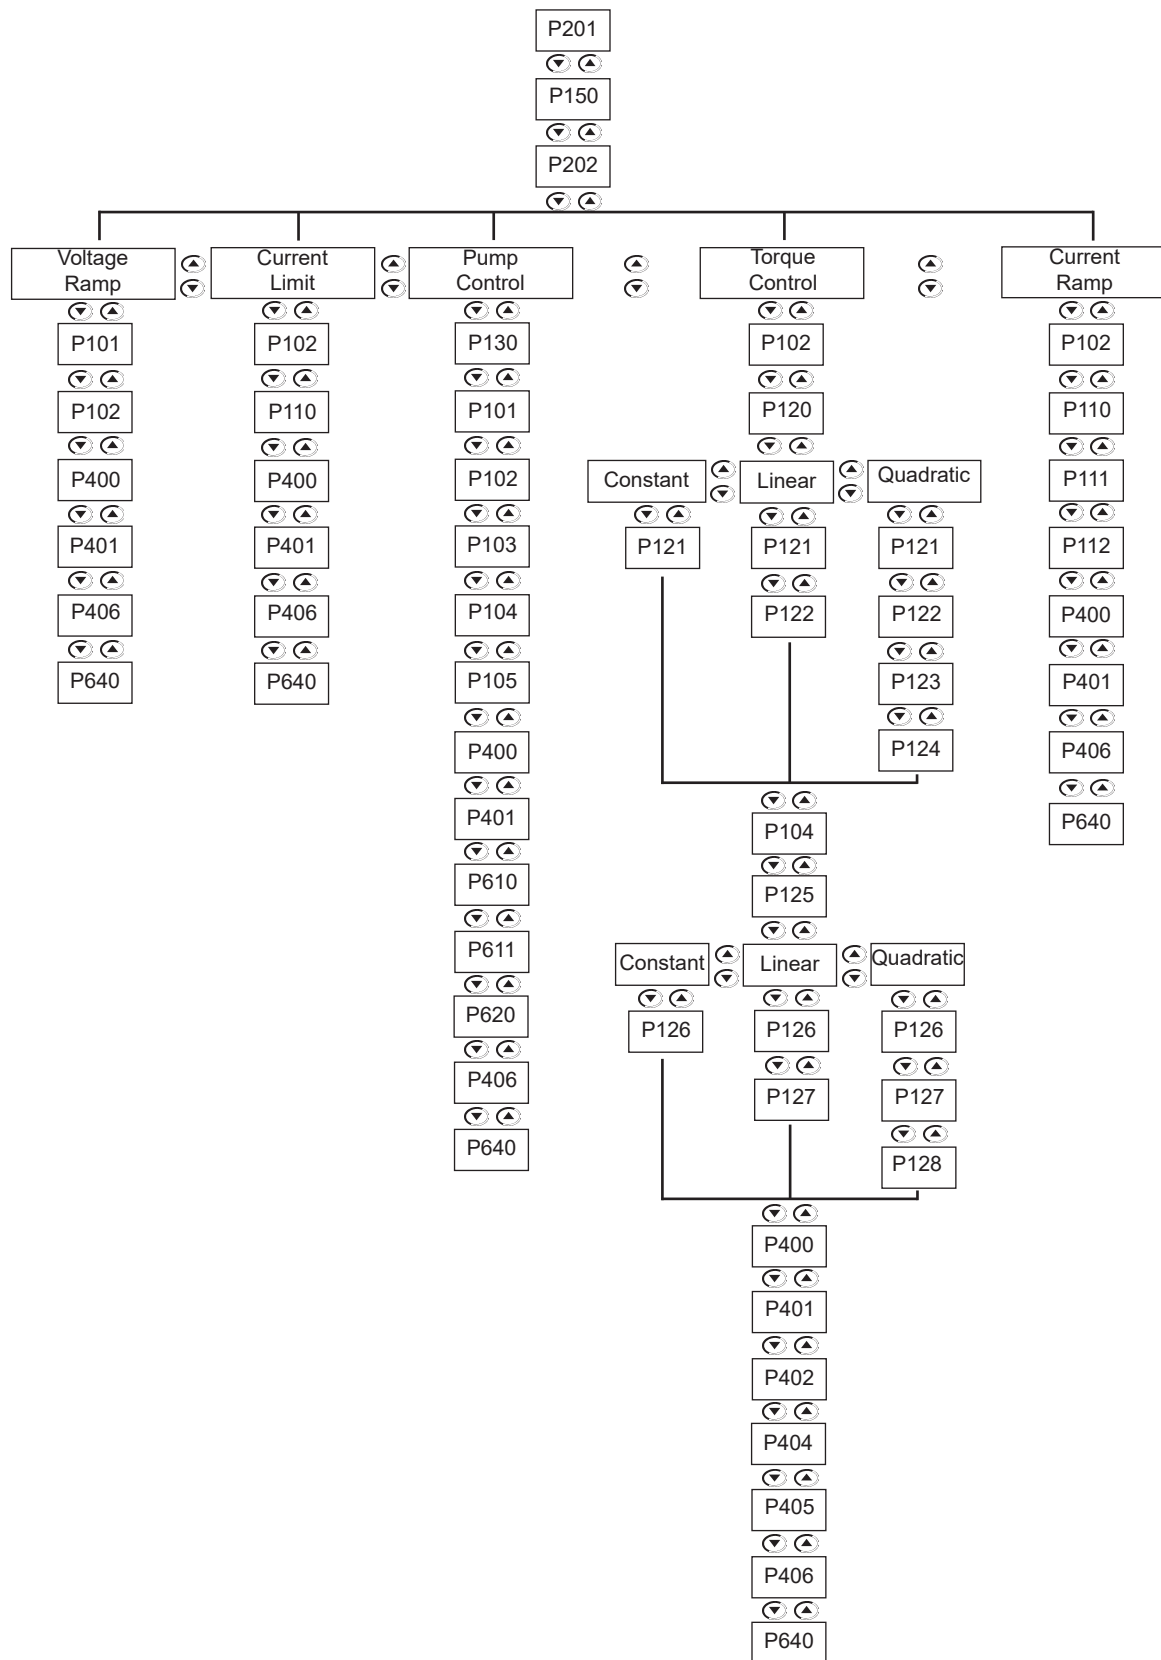 P201
P150
P202
Voltage
Ramp
P101
P102
P400
P401
P406
P640
Current
Limit
P102
P110
P400
P401
P406
P640
Pump
Control
P130
P101
P102
P103
P104
P105
P400
P401
P610
P611
P620
P406
P640
Torque
Control
P102
P120
Constant
P121
Linear
P121
P122
Quadratic
P121
P122
P123
P124
P104
P125
Constant
P126
Linear
P126
P127
Quadratic
P126
P127
P128
P400
P401
P402
P404
P405
P406
P640
Current
Ramp
P102
P110
P111
P112
P400
P401
P406
P640